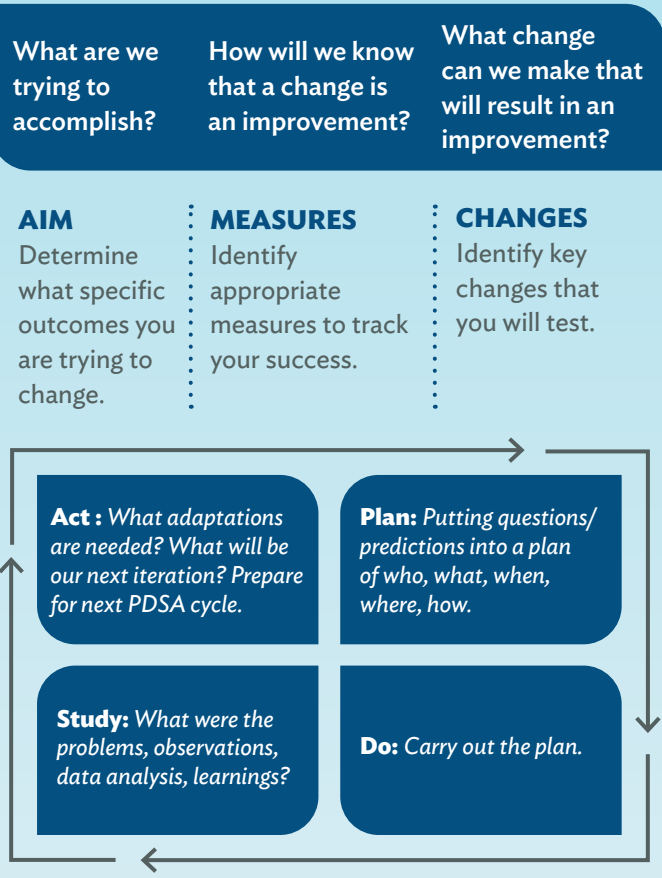 What are we
trying to
accomplish?
How will we know
that a change is
an improvement?
What change
can we make that
will result in an
improvement?
AIM
Determine
what specific
outcomes you
are trying to
change.
MEASURES
Identify
appropriate
measures to track
your success.
CHANGES
Identify key
changes that
you will test.
Act : What adaptations
are needed? What will be
our next iteration? Prepare
for next PDSA cycle.
Plan: Putting questions/
predictions into a plan
of who, what, when,
where, how.
Study: What were the
problems, observations,
data analysis, learnings?
Do: Carry out the plan.